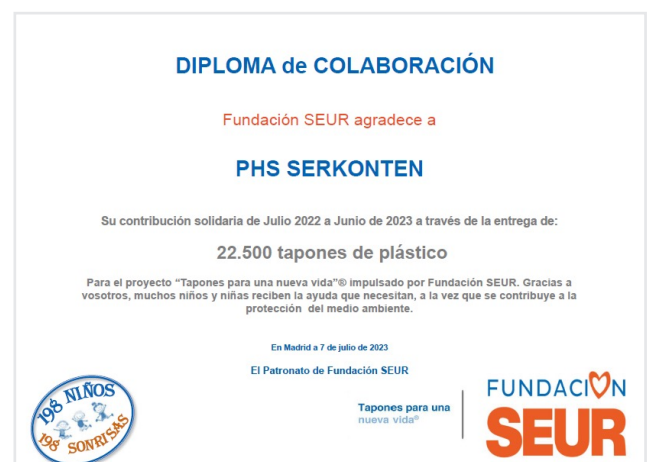 DIPLOMA de COLABORACIÓN
Fundación SEUR agradece a
PHS SERKONTEN
Su contribución solidaria de Julio 2022 a Junio de 2023 a través de la entrega de:
22.500 tapones de plástico
Para el proyecto “Tapones para una nueva vida”® impulsado por Fundación SEUR. Gracias a
vosotros, muchos niños y niñas reciben la ayuda que necesitan, a la vez que se contribuye a la
protección del medio ambiente.
En Madrid a 7 de julio de 2023
El Patronato de Fundación SEUR
198 NIÑOS
198 SONRISAS
Tapones para una
nueva vida®
FUNDACIÓN
SEUR